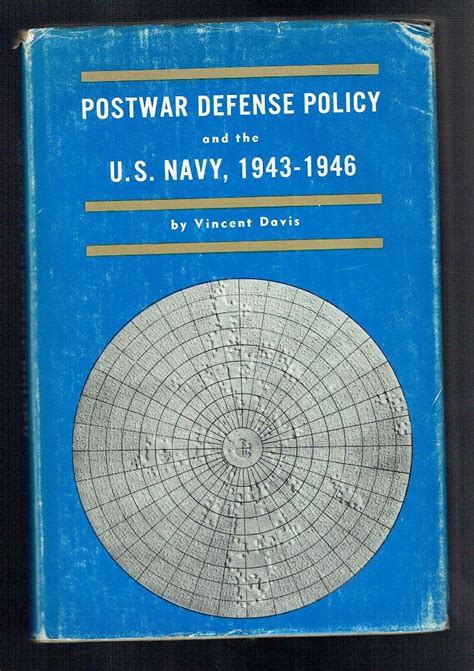 POSTWAR DEFENSE POLICY
and the
U.S. NAVY, 1943-1946
by Vincent Davis